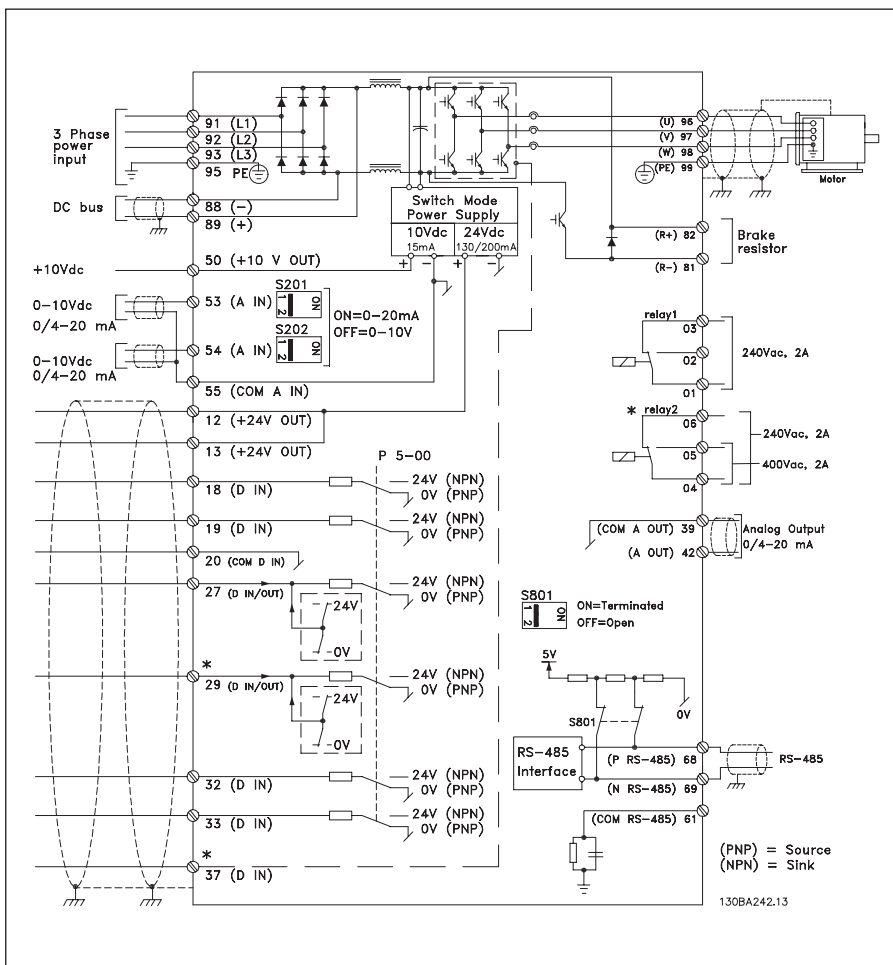 3 Phase
power
input
91 (L1)
92 (L2)
93 (L3)
95 PE
DC bus
88 (-)
89 (+)
+10Vdc
50 (+10 V OUT)
0-10Vdc
0/4-20 mA
53 (A IN)
S201
1 2
ON
ON=0-20mA
OFF=0-10V
0-10Vdc
0/4-20 mA
54 (A IN)
S202
1 2
ON
55 (COM A IN)
12 (+24V OUT)
13 (+24V OUT)
P 5-00
18 (D IN)
24V (NPN)
0V (PNP)
19 (D IN)
24V (NPN)
0V (PNP)
20 (COM D IN)
27 (D IN/OUT)
24V (NPN)
0V (PNP)
24V
0V
*
29 (D IN/OUT)
24V (NPN)
0V (PNP)
24V
0V
32 (D IN)
24V (NPN)
0V (PNP)
33 (D IN)
24V (NPN)
0V (PNP)
*
37 (D IN)
Switch Mode
Power Supply
10Vdc
15mA
24Vdc
130/200mA
+ - + -
(U) 96
(V) 97
(W) 98
(PE) 99
Motor
(R+) 82
(R-) 81
Brake
resistor
relay1
03
02
01
240Vac, 2A
* relay2
06
05
04
240Vac, 2A
400Vac, 2A
(COM A OUT) 39
(A OUT) 42
Analog Output
0/4-20 mA
S801
1 2
ON
ON=Terminated
OFF=Open
5V
0V
S801
RS-485
Interface
(P RS-485) 68
(N RS-485) 69
RS-485
(COM RS-485) 61
(PNP) = Source
(NPN) = Sink
130BA242.13